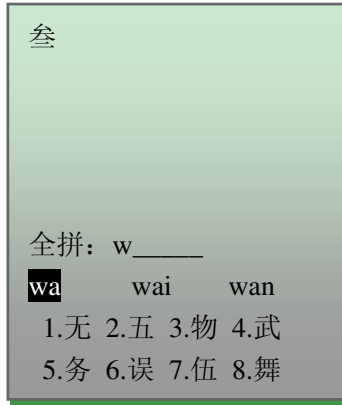 叁
全拼：w_____
wa wai wan
1.无 2.五 3.物 4.武
5.务 6.误 7.伍 8.舞